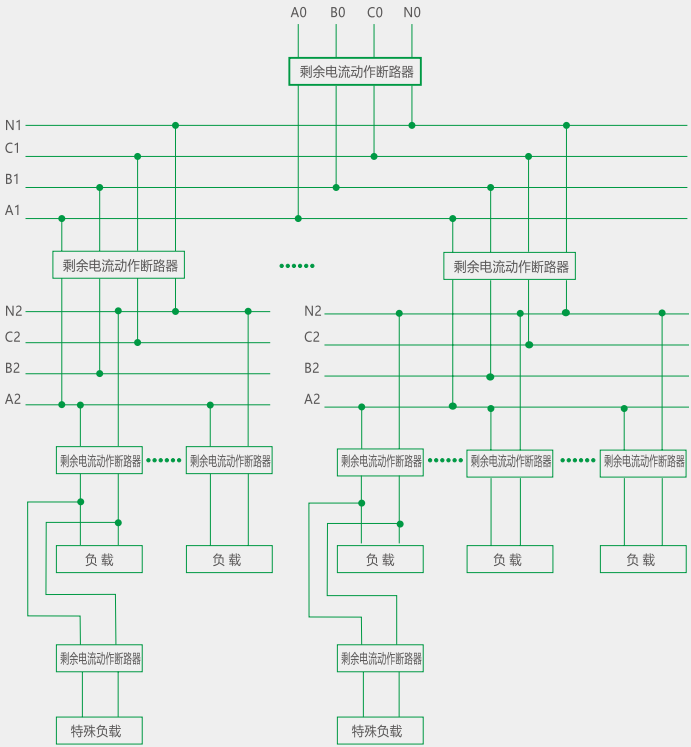 A0 B0 C0 N0
剩余电流动作断路器
N1
C1
B1
A1
剩余电流动作断路器 剩余电流动作断路器
N2 N2
C2 C2
B2 B2
A2 A2
剩余电流动作断路器 剩余电流动作断路器 剩余电流动作断路器 剩余电流动作断路器 剩余电流动作断路器
负载 负载 负载 负载 负载
剩余电流动作断路器 剩余电流动作断路器
特殊负载 特殊负载